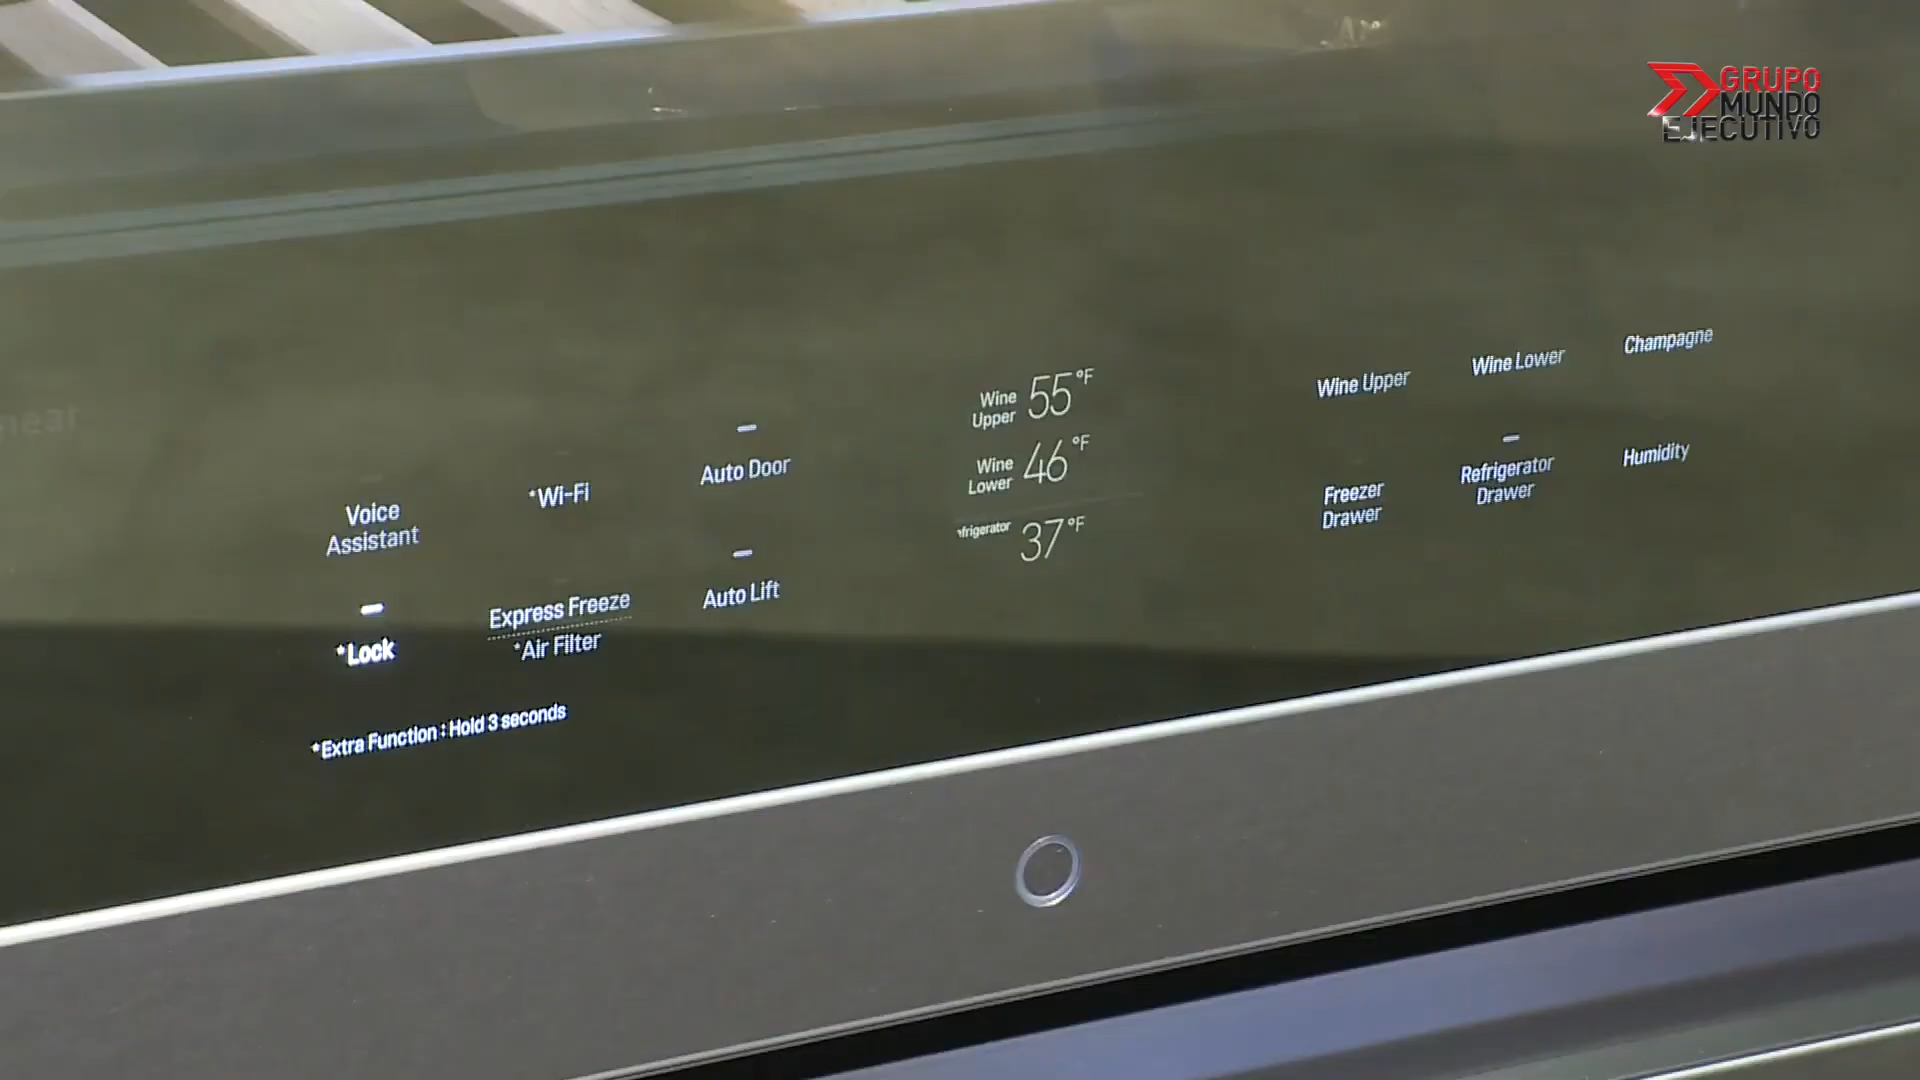 GRUPO
MUNDO
EJECUTIVO
Voice
Assistant
*Wi-Fi
Auto Door
*Lock
Express Freeze
*Air Filter
Auto Lift
*Extra Function : Hold 3 seconds
Wine
Upper 55°F
Wine
Lower 46°F
frigerator 37°F
Wine Upper
Wine Lower
Champagne
Freezer
Drawer
Refrigerator
Drawer
Humidity